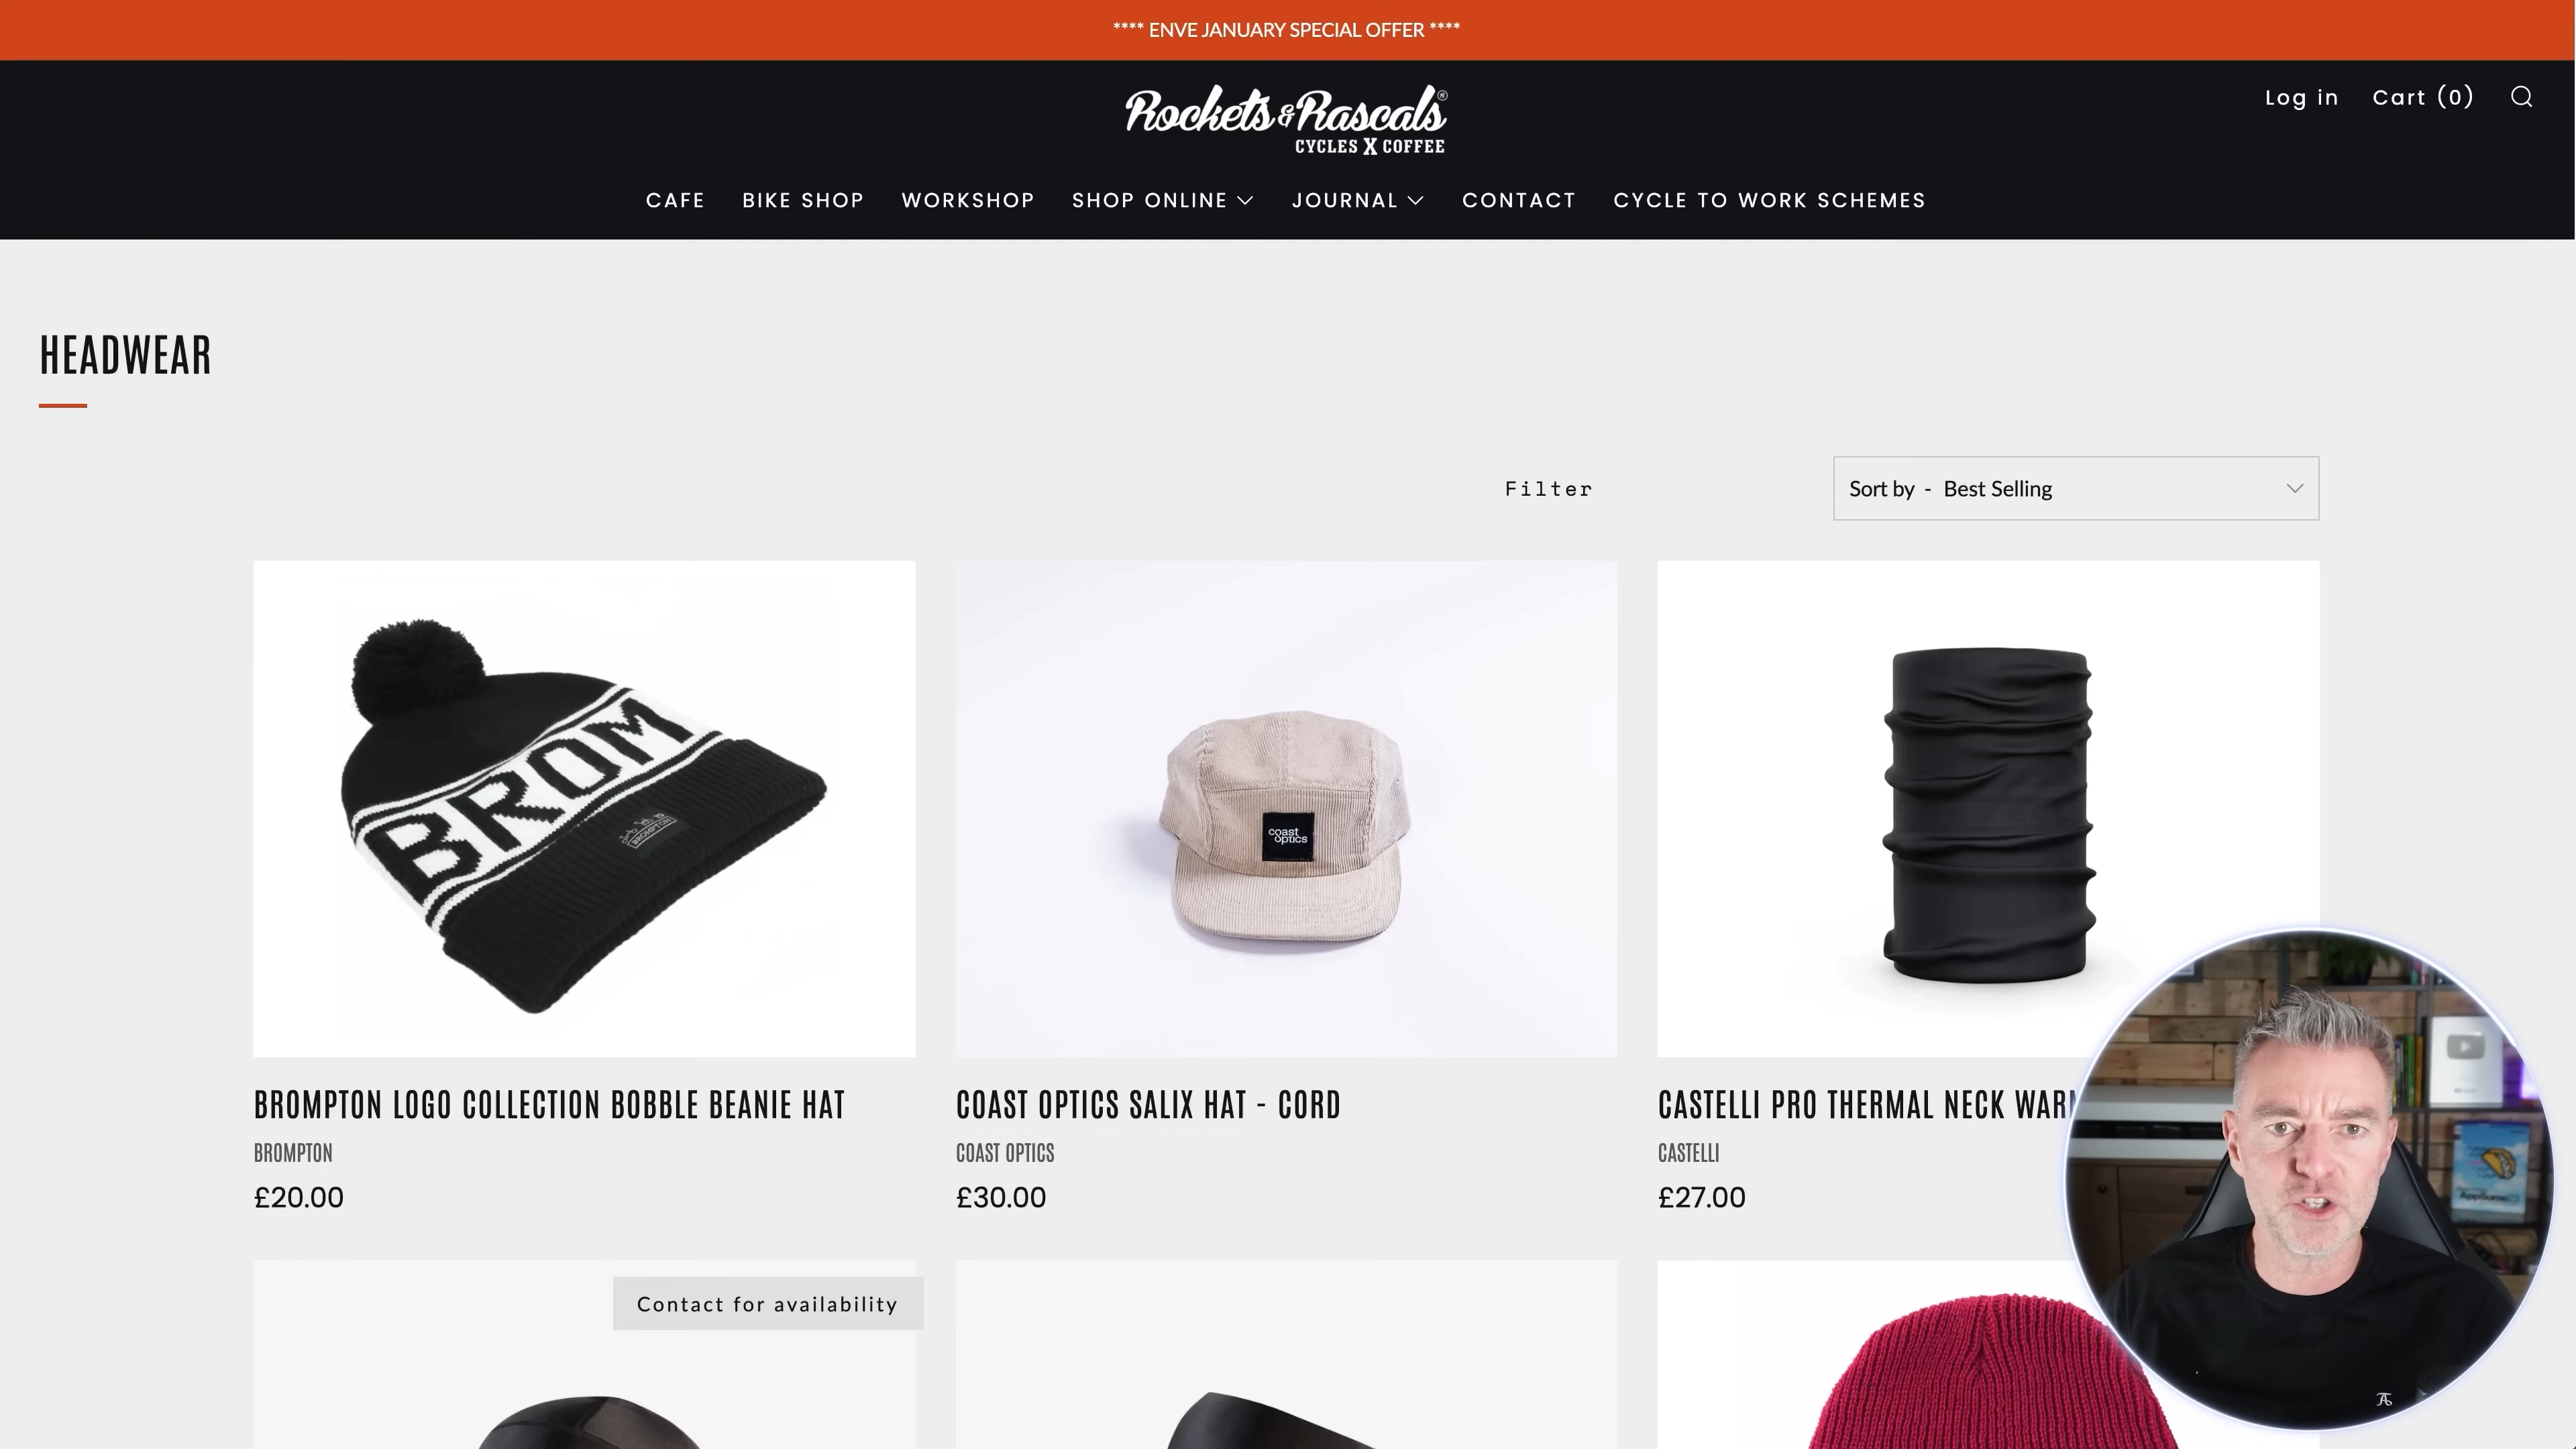 **** ENVE JANUARY SPECIAL OFFER ****
Log in Cart (0)
Rockets & Rascals®
CYCLES X COFFEE
CAFE BIKE SHOP WORKSHOP SHOP ONLINE JOURNAL CONTACT CYCLE TO WORK SCHEMES
HEADWEAR
Filter
Sort by - Best Selling
BROM
BROMPTON
coast
optics
BROMPTON LOGO COLLECTION BOBBLE BEANIE HAT
BROMPTON
£20.00
COAST OPTICS SALIX HAT - CORD
COAST OPTICS
£30.00
CASTELLI PRO THERMAL NECK
CASTELLI
£27.00
Contact for availability